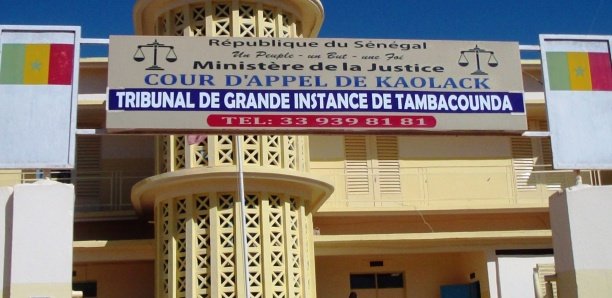 République du Sénégal
Un Peuple - un But - une Foi
Ministère de la Justice
COUR D'APPEL DE KAOLACK
TRIBUNAL DE GRANDE INSTANCE DE TAMBACOUNDA
TEL: 33 939 81 81